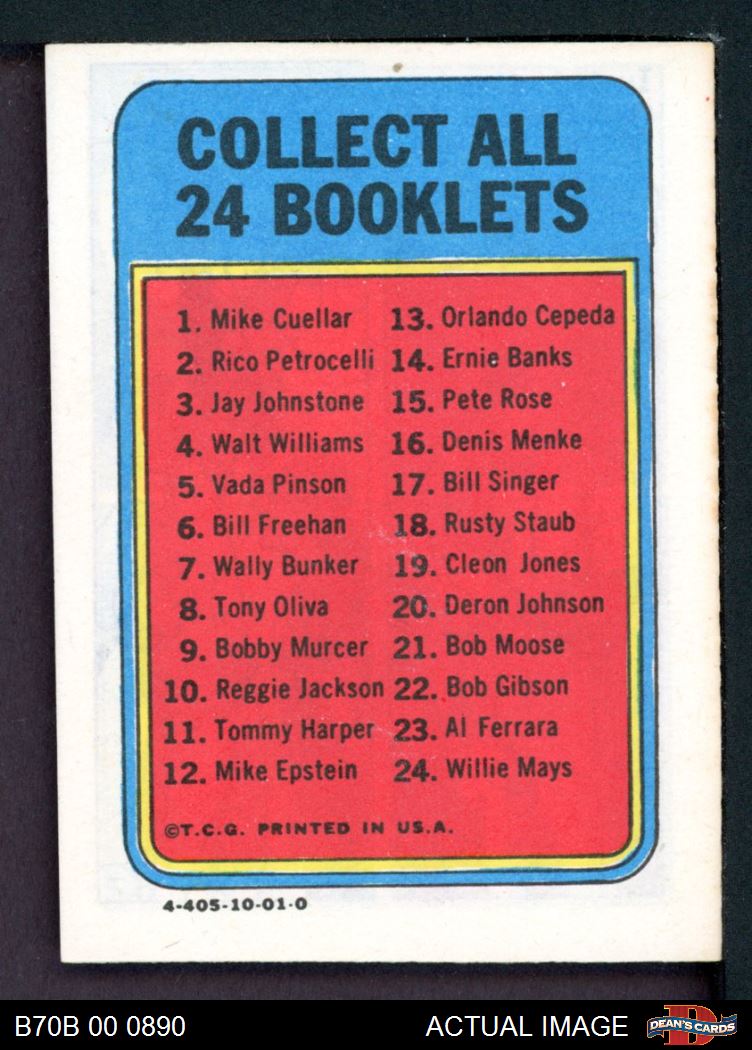 COLLECT ALL
24 BOOKLETS
1. Mike Cuellar
2. Rico Petrocelli
3. Jay Johnstone
4. Walt Williams
5. Vada Pinson
6. Bill Freehan
7. Wally Bunker
8. Tony Oliva
9. Bobby Murcer
10. Reggie Jackson
11. Tommy Harper
12. Mike Epstein
13. Orlando Cepeda
14. Ernie Banks
15. Pete Rose
16. Denis Menke
17. Bill Singer
18. Rusty Staub
19. Cleon Jones
20. Deron Johnson
21. Bob Moose
22. Bob Gibson
23. Al Ferrara
24. Willie Mays
©T.C.G. PRINTED IN U.S.A.
4-405-10-01-0
B70B 00 0890
ACTUAL IMAGE
D
DEAN'S CARDS